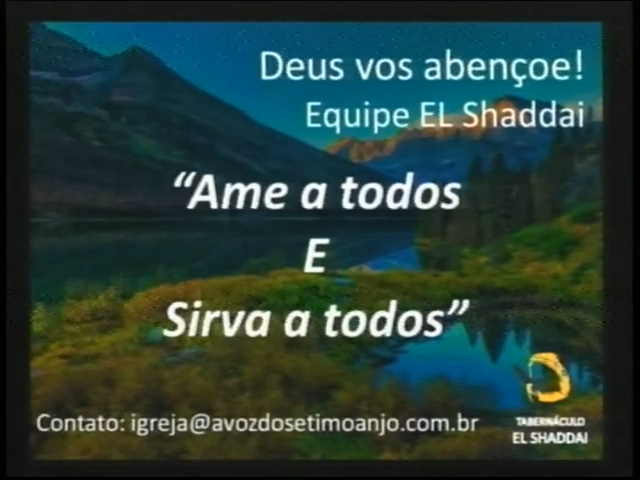 Deus vos abençoe!
Equipe EL Shaddai
“Ame a todos
E
Sirva a todos”
Contato: igreja@avozdosetimoanjo.com.br
TABERNÁCULO
EL SHADDAI